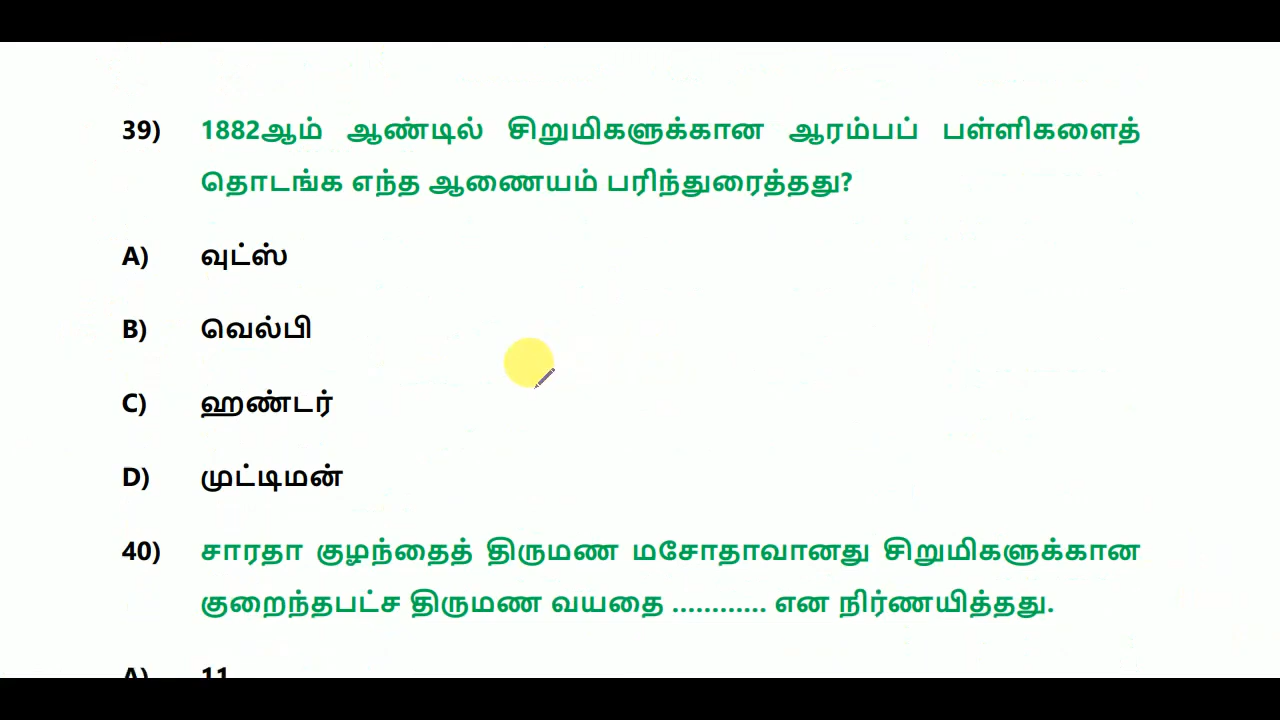 39) 1882ஆம் ஆண்டில் சிறுமிகளுக்கான ஆரம்பப் பள்ளிகளைத்
தொடங்க எந்த ஆணையம் பரிந்துரைத்தது?
A) வுட்ஸ்
B) வெல்பி
C) ஹண்டர்
D) முட்டிமன்
40) சாரதா குழந்தைத் திருமண மசோதாவானது சிறுமிகளுக்கான
குறைந்தபட்ச திருமண வயதை ............ என நிர்ணயித்தது.
A) 11